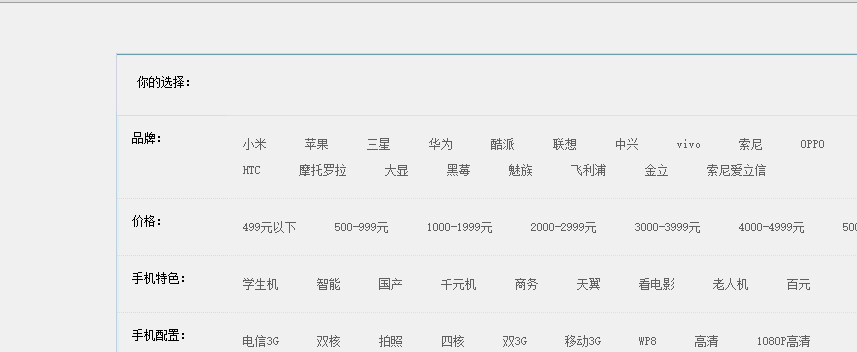 你的选择:
品牌:
小米 苹果 三星 华为 酷派 联想 中兴 vivo 索尼 OPPO
HTC 摩托罗拉 大显 黑莓 魅族 飞利浦 金立 索尼爱立信
价格:
499元以下 500-999元 1000-1999元 2000-2999元 3000-3999元 4000-4999元
手机特色:
学生机 智能 国产 千元机 商务 天翼 看电影 老人机 百元
手机配置:
电信3G 双核 拍照 四核 双3G 移动3G WP8 高清 1080P高清